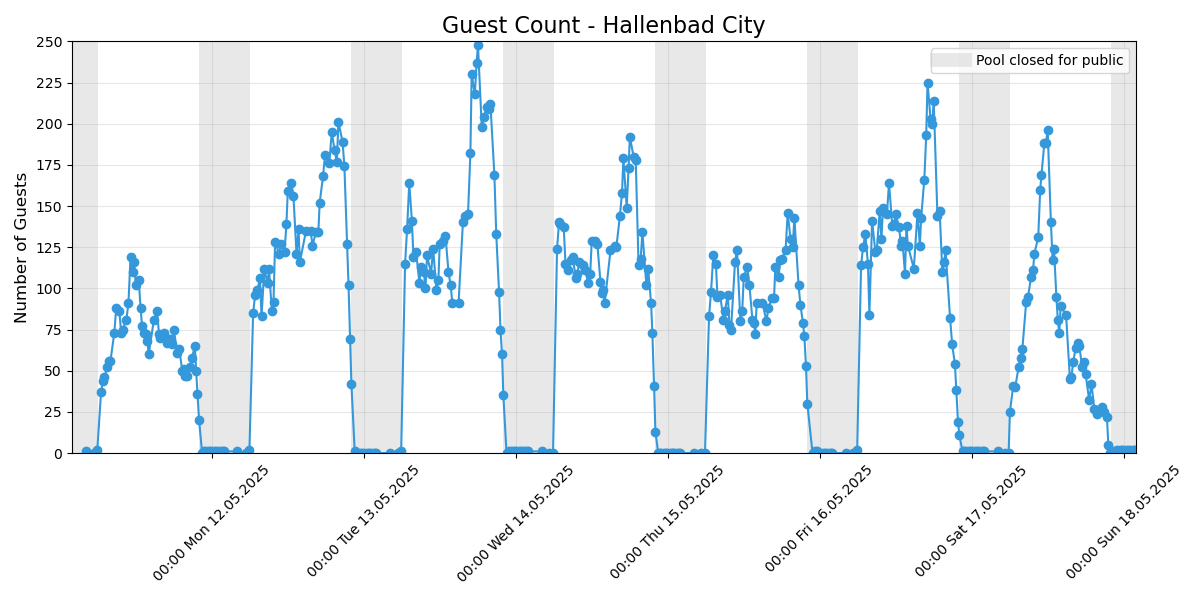 Guest Count - Hallenbad City
Pool closed for public
Number of Guests
250
225
200
175
150
125
100
75
50
25
0
00:00 Mon 12.05.2025
00:00 Tue 13.05.2025
00:00 Wed 14.05.2025
00:00 Thu 15.05.2025
00:00 Fri 16.05.2025
00:00 Sat 17.05.2025
00:00 Sun 18.05.2025